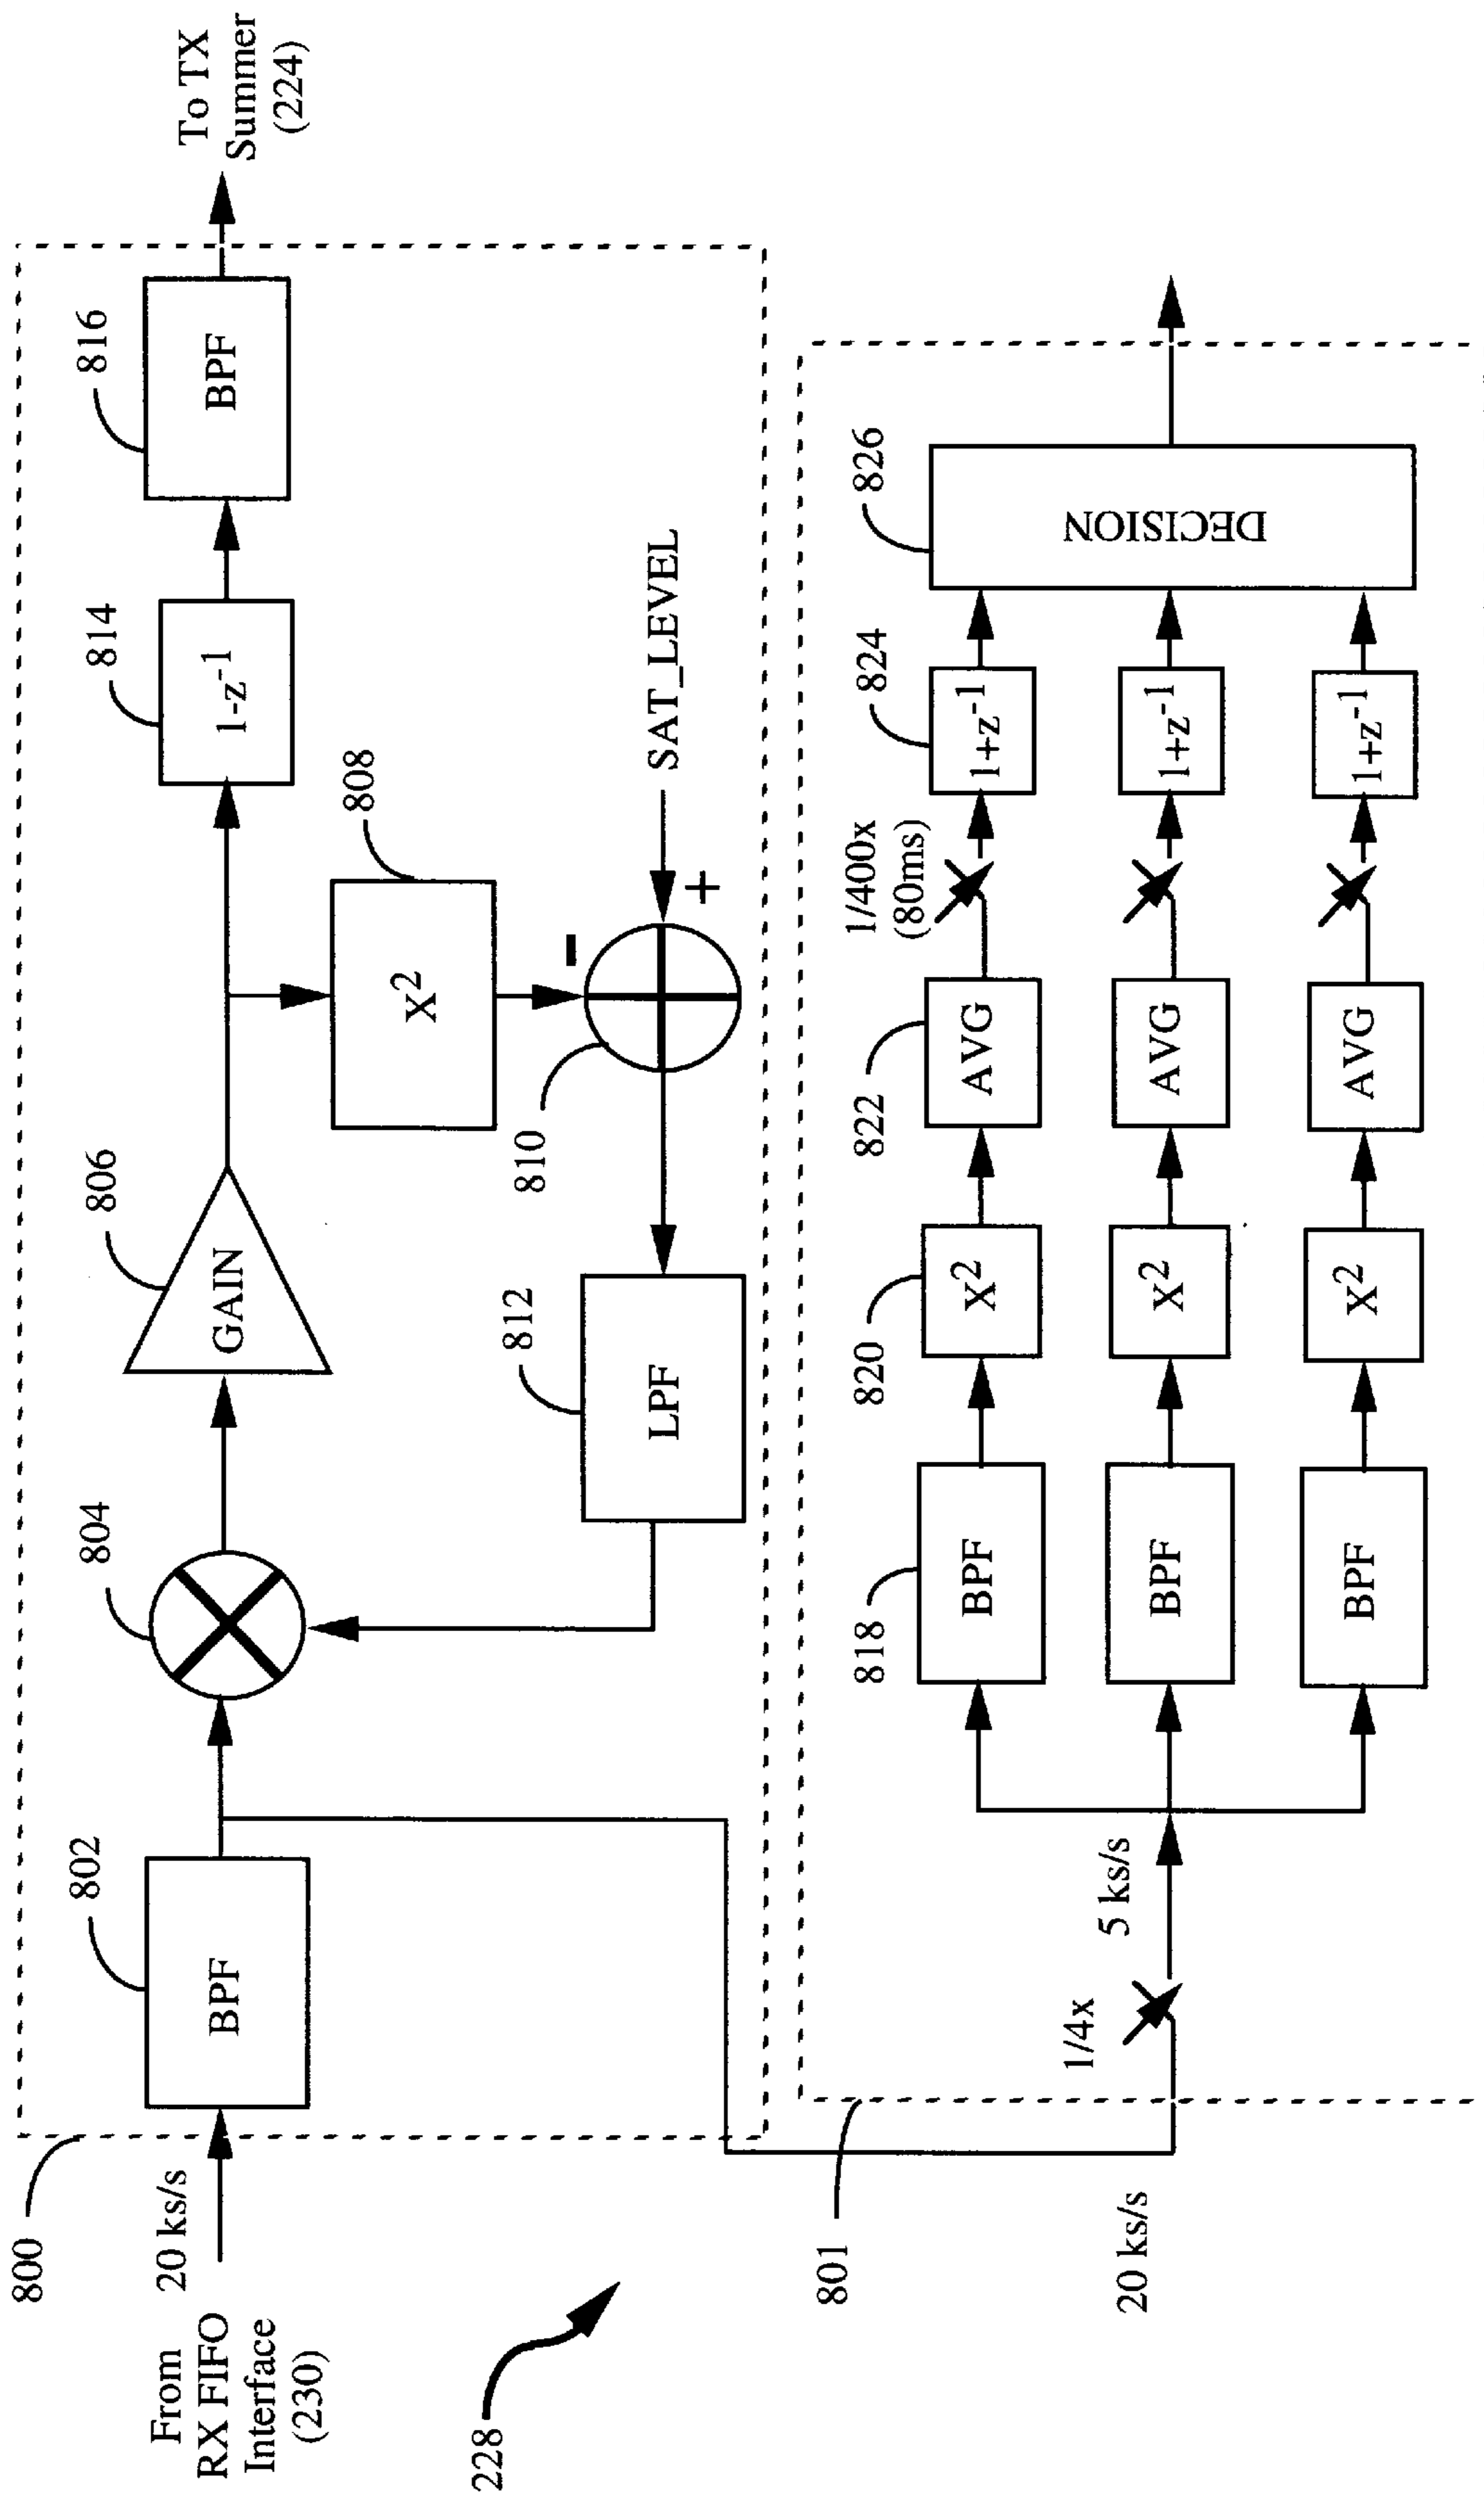 800
From
RX FIFO
Interface
(230)
20 ks/s
802
BPF
804
806
GAIN
814
1-z⁻¹
816
BPF
To TX
Summer
(224)
808
x²
810
-
+
SAT_LEVEL
812
LPF
228
801
20 ks/s
1/4x
5 ks/s
818
BPF
820
X²
822
AVG
1/400x
(80ms)
824
1+z⁻¹
826
DECISION
BPF
X²
AVG
1+z⁻¹
BPF
X²
AVG
1+z⁻¹